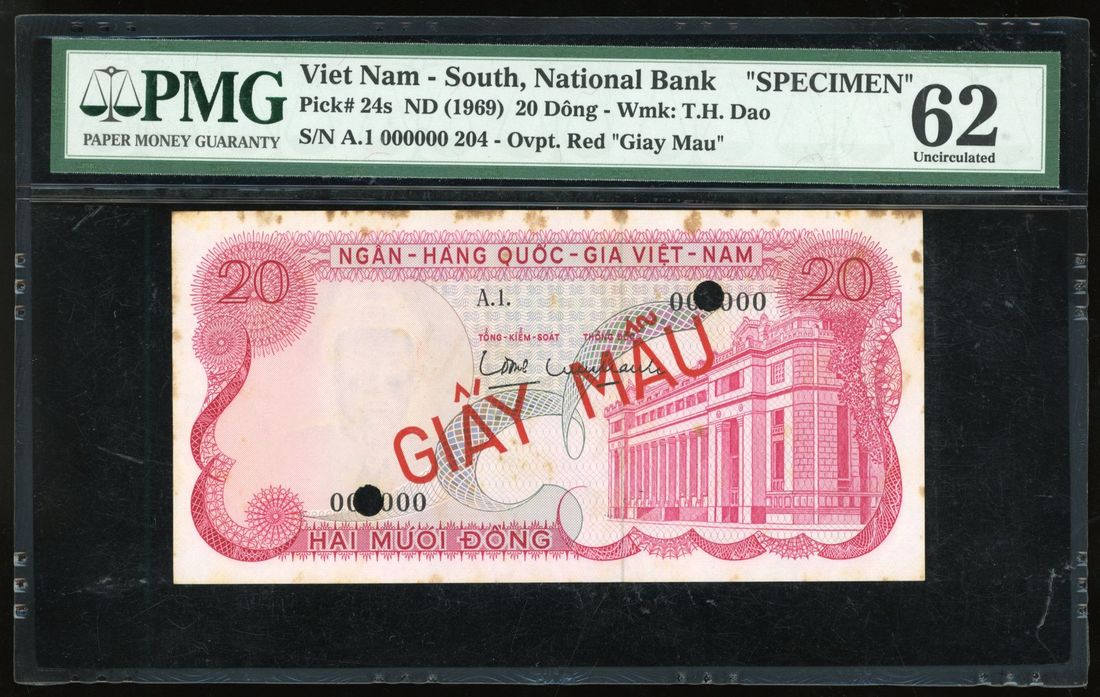 PMG
PAPER MONEY GUARANTY
Viet Nam - South, National Bank "SPECIMEN"
Pick# 24s ND (1969) 20 Dông - Wmk: T.H. Dao
S/N A.1 000000 204 - Ovpt. Red "Giay Mau"
62
Uncirculated
NGÂN - HÀNG QUỐC - GIA VIỆT - NAM
20
20
A.1.
TỔNG - KIỂM - SOÁT THỐNG
GIẤY MẪU
HAI MƯƠI ĐỒNG